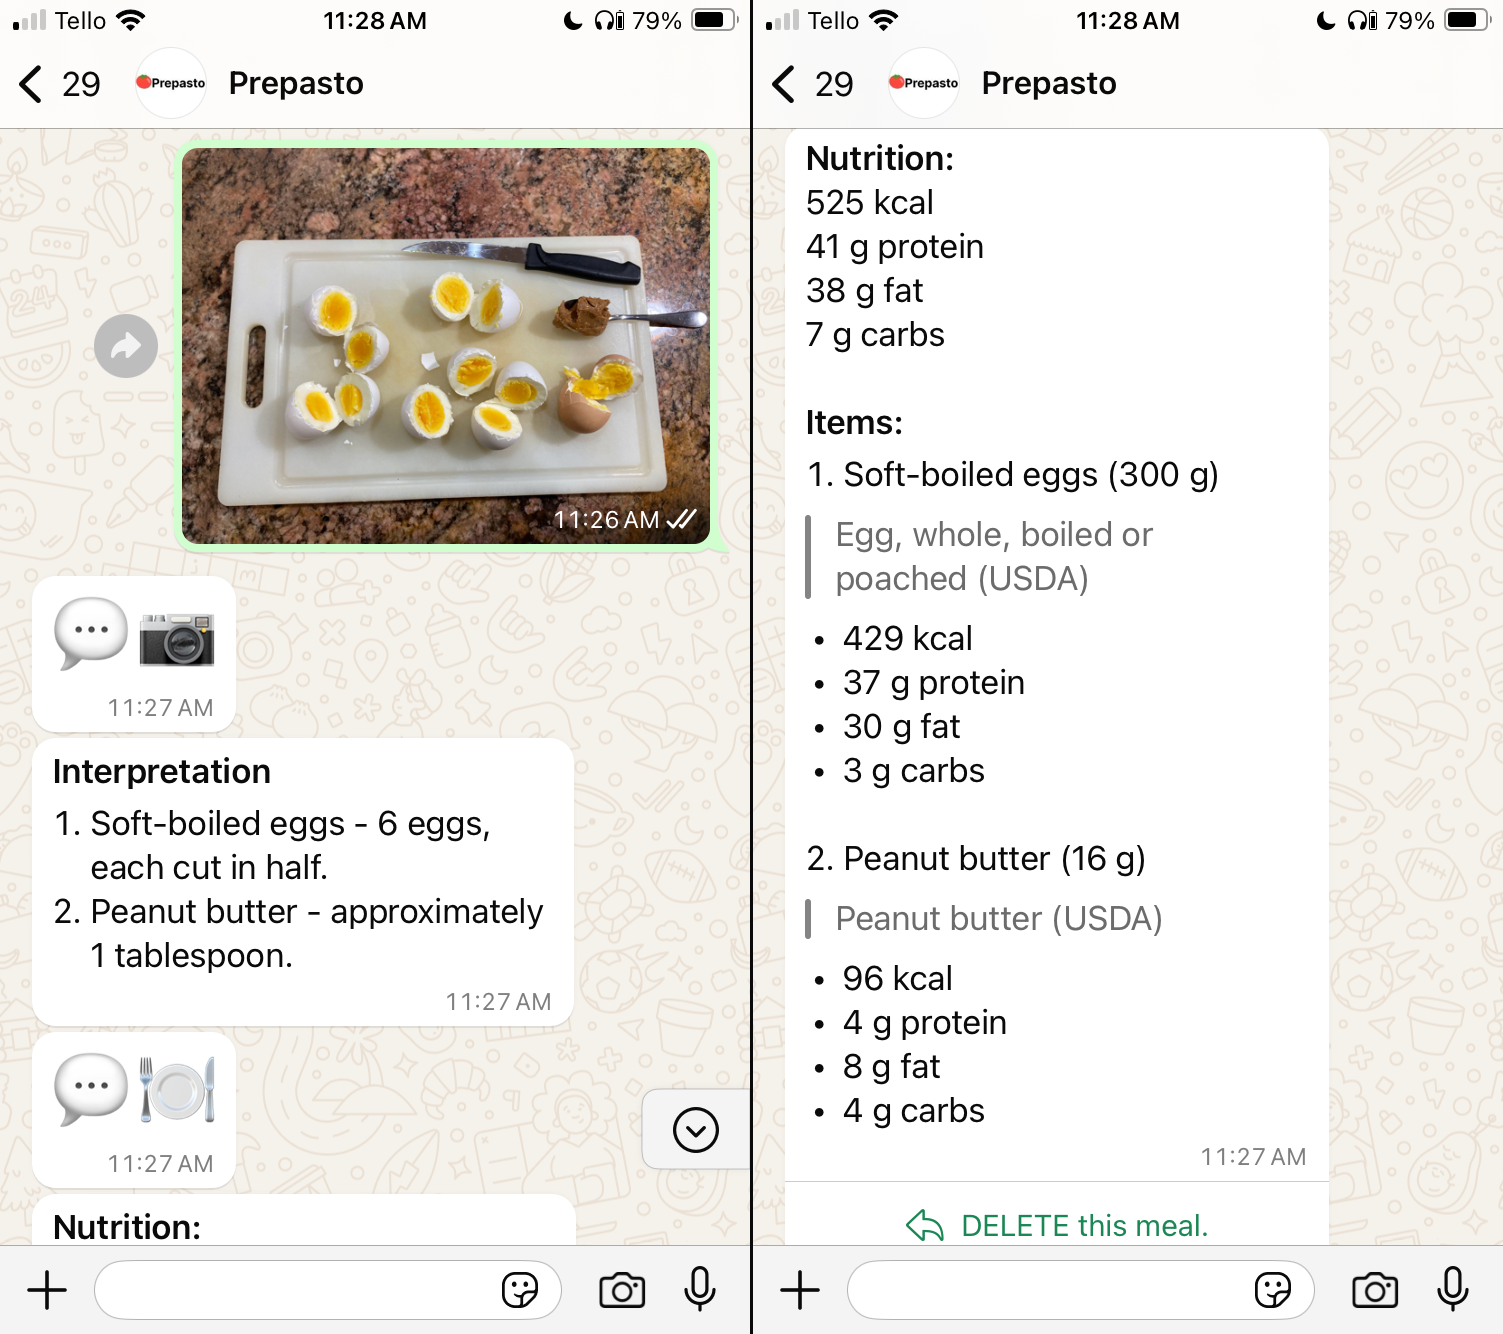 Tello 11:28 AM 79%
29 Prepasto Prepasto
11:26 AM
11:27 AM
Interpretation
1. Soft-boiled eggs - 6 eggs,
each cut in half.
2. Peanut butter - approximately
1 tablespoon.
11:27 AM
11:27 AM
Nutrition:
Tello 11:28 AM 79%
29 Prepasto Prepasto
Nutrition:
525 kcal
41 g protein
38 g fat
7 g carbs
Items:
1. Soft-boiled eggs (300 g)
Egg, whole, boiled or
poached (USDA)
• 429 kcal
• 37 g protein
• 30 g fat
• 3 g carbs
2. Peanut butter (16 g)
Peanut butter (USDA)
• 96 kcal
• 4 g protein
• 8 g fat
• 4 g carbs
11:27 AM
DELETE this meal.